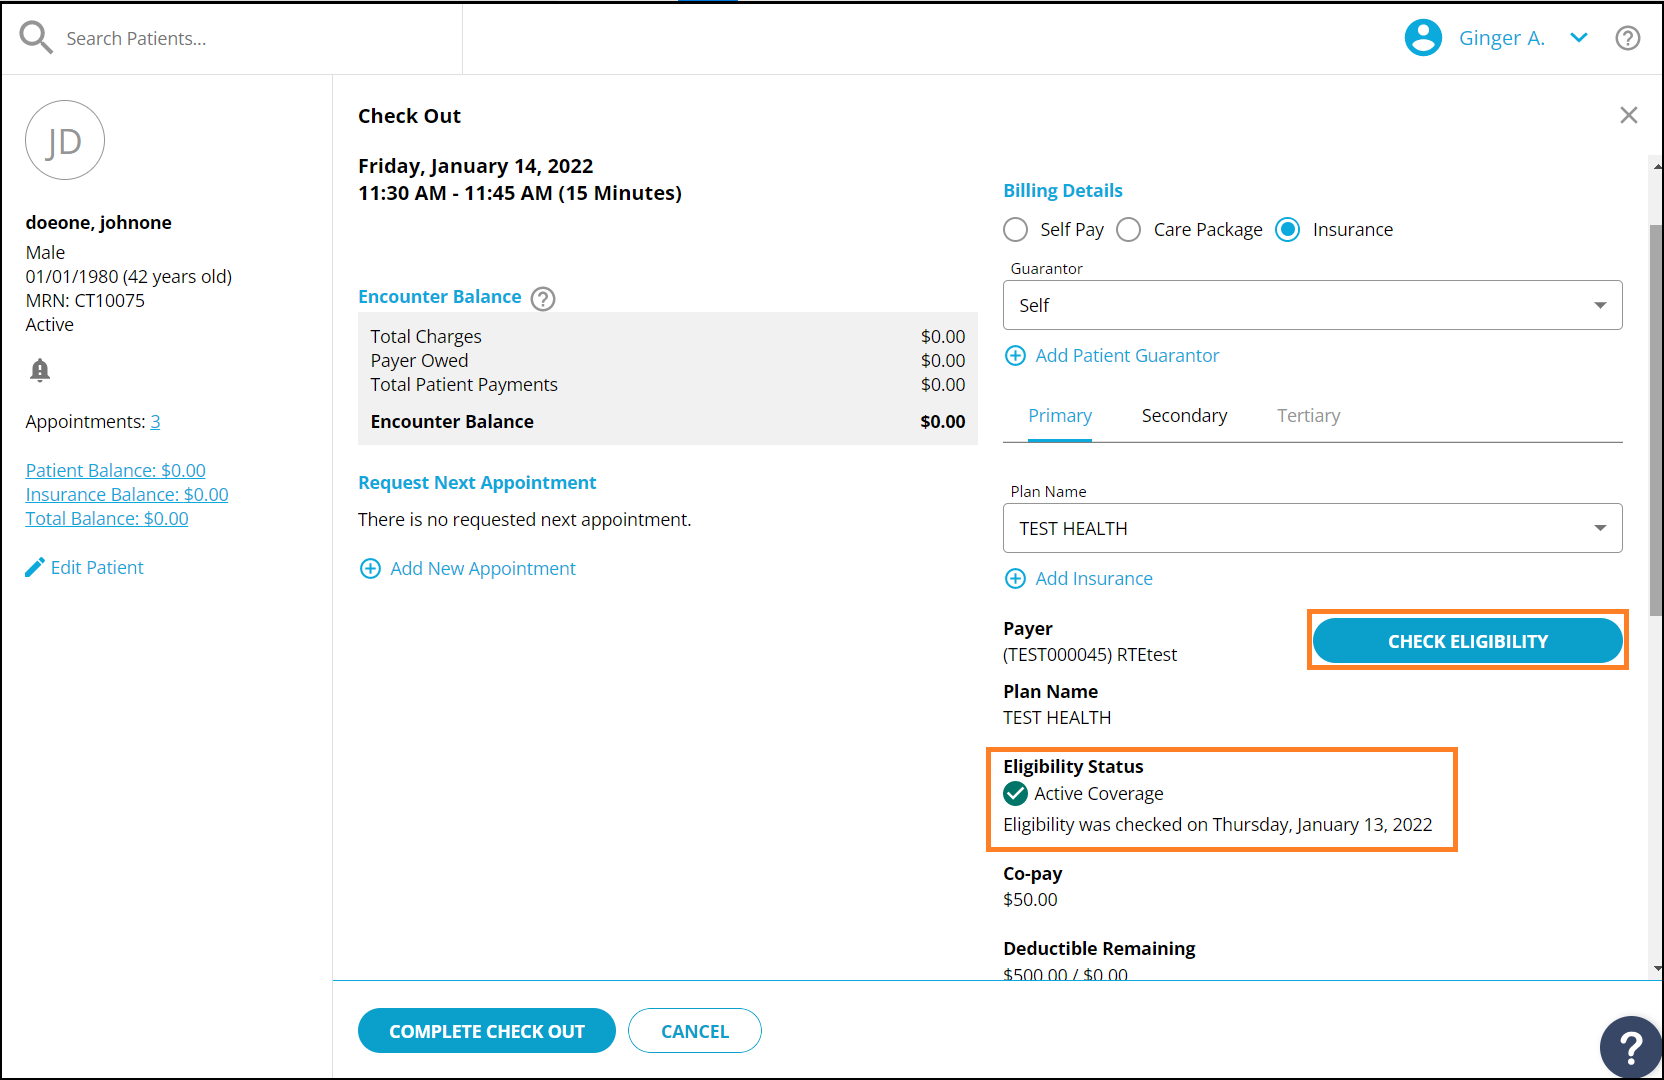 Search Patients...
Ginger A.
JD
doeone, johnone
Male
01/01/1980 (42 years old)
MRN: CT10075
Active
Appointments: 3
Patient Balance: $0.00
Insurance Balance: $0.00
Total Balance: $0.00
Edit Patient
Check Out
Friday, January 14, 2022
11:30 AM - 11:45 AM (15 Minutes)
Encounter Balance ?
Total Charges $0.00
Payer Owed $0.00
Total Patient Payments $0.00
Encounter Balance $0.00
Request Next Appointment
There is no requested next appointment.
Add New Appointment
Billing Details
Self Pay Care Package Insurance
Guarantor
Self
Add Patient Guarantor
Primary Secondary Tertiary
Plan Name
TEST HEALTH
Add Insurance
Payer
(TEST000045) RTEtest
CHECK ELIGIBILITY
Plan Name
TEST HEALTH
Eligibility Status
Active Coverage
Eligibility was checked on Thursday, January 13, 2022
Co-pay
$50.00
Deductible Remaining
$500.00 / $0.00
COMPLETE CHECK OUT CANCEL
?